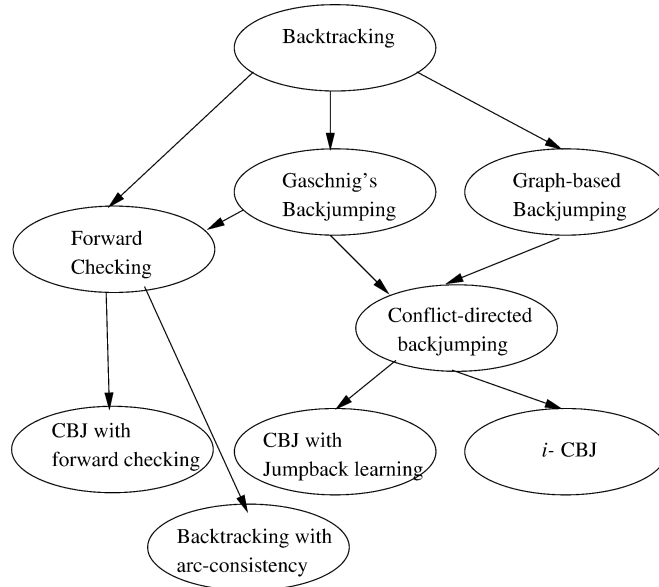 Backtracking
Gaschnig's
Backjumping
Graph-based
Backjumping
Forward
Checking
Conflict-directed
backjumping
CBJ with
forward checking
CBJ with
Jumpback learning
i- CBJ
Backtracking with
arc-consistency